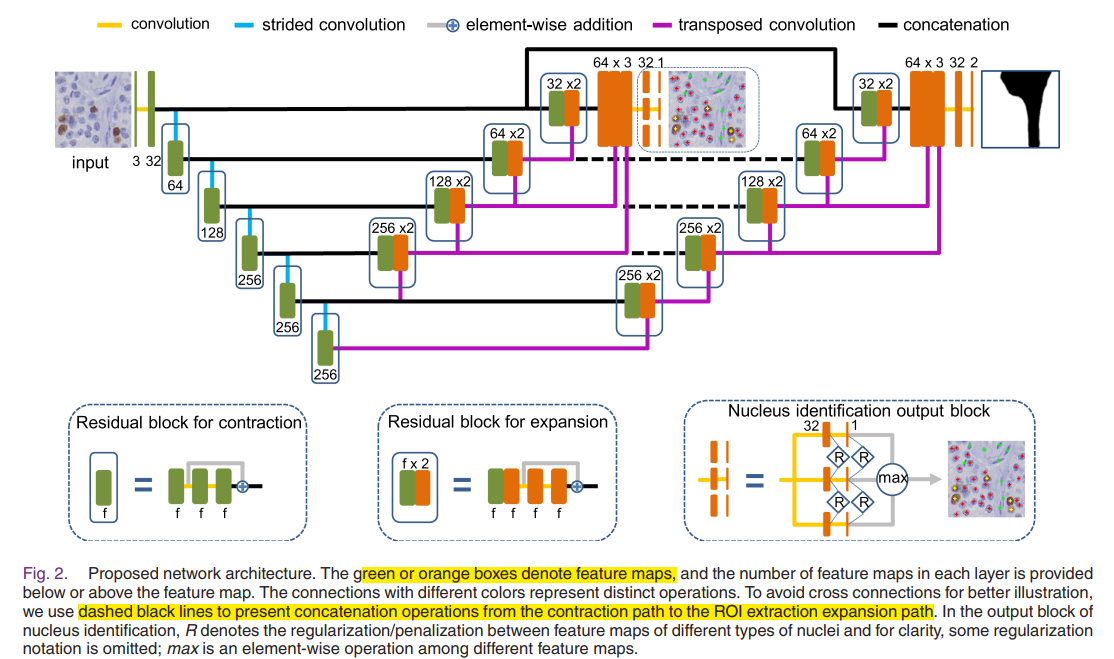 convolution strided convolution element-wise addition transposed convolution concatenation
64 x 3 32 1 64 x 3 32 2
32 x2 32 x2
input 3 32 64 x2 64 x2
64
128 x2 128 x2
128
256 x2 256 x2
256
256 x2
256
256
Residual block for contraction
f
f f f
Residual block for expansion
f x 2
f f f f
Nucleus identification output block
32 1
R R
max
R R
Fig. 2. Proposed network architecture. The green or orange boxes denote feature maps, and the number of feature maps in each layer is provided
below or above the feature map. The connections with different colors represent distinct operations. To avoid cross connections for better illustration,
we use dashed black lines to present concatenation operations from the contraction path to the ROI extraction expansion path. In the output block of
nucleus identification, R denotes the regularization/penalization between feature maps of different types of nuclei and for clarity, some regularization
notation is omitted; max is an element-wise operation among different feature maps.